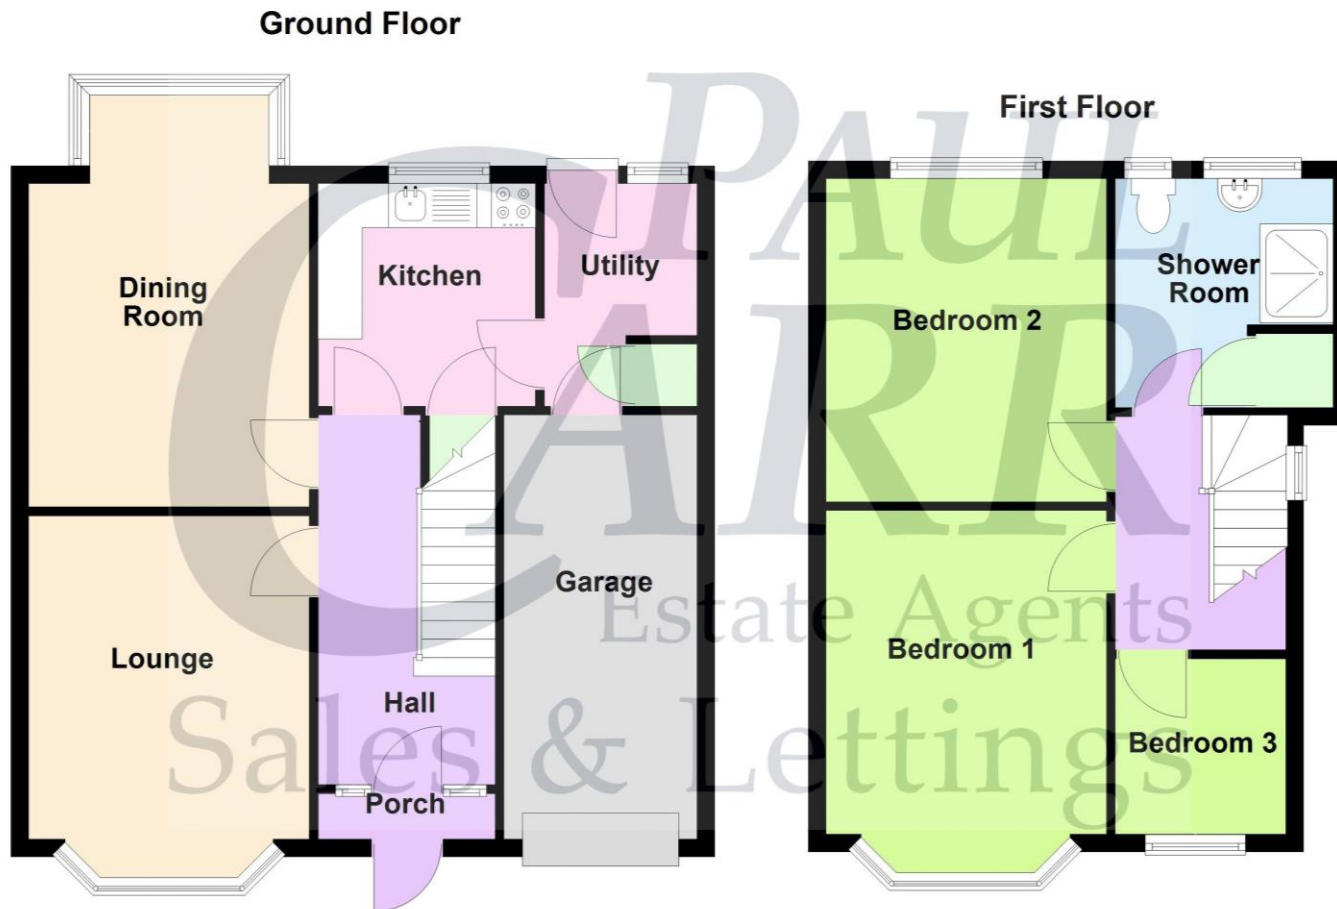 Ground Floor
First Floor
Dining
Room
Kitchen
Utility
Lounge
Hall
Porch
Garage
Bedroom 2
Shower
Room
Bedroom 1
Bedroom 3
PAUL
CARR
Estate Agents
Sales & Lettings